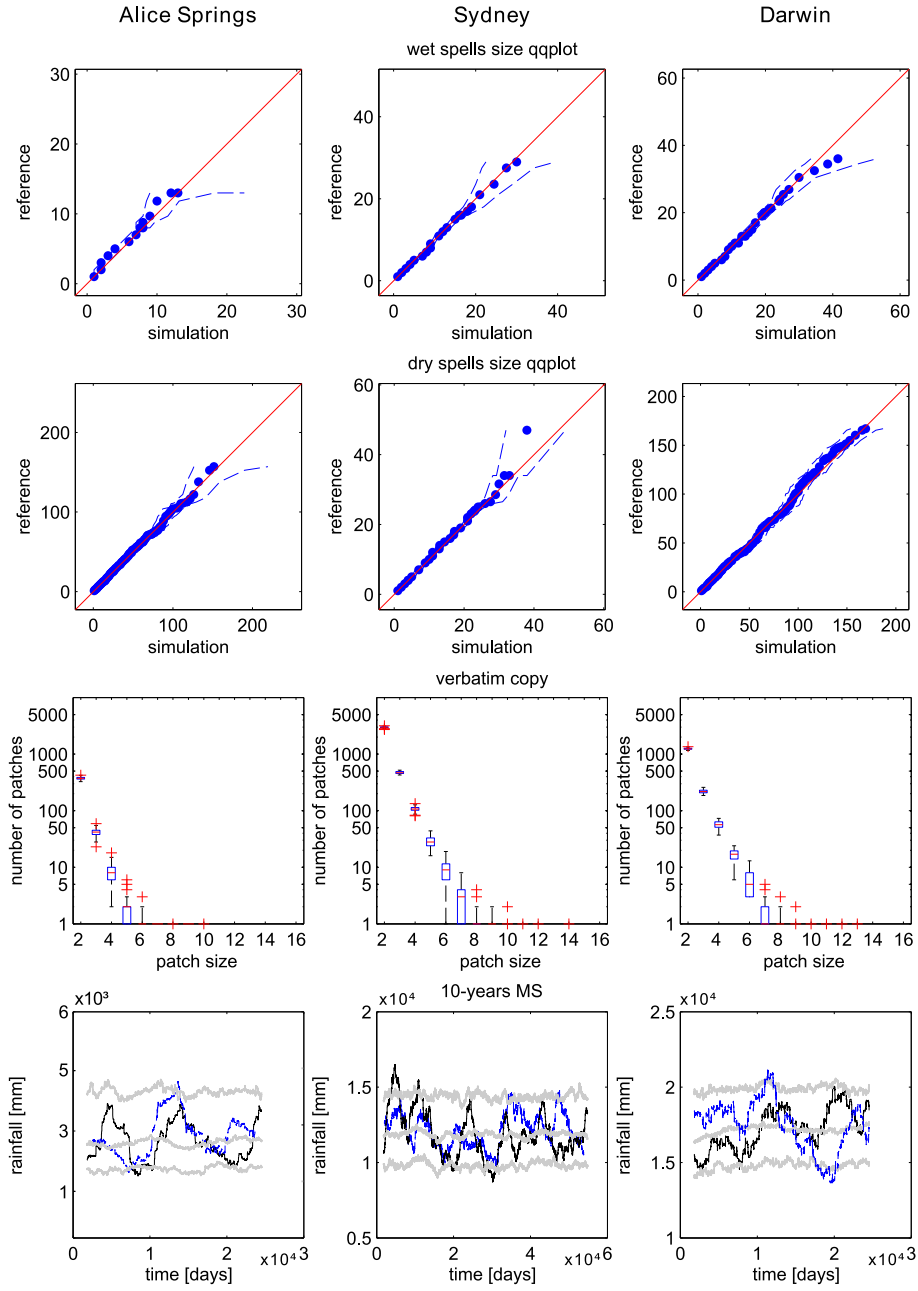 Alice Springs Sydney Darwin
wet spells size qqplot
30 20 10 0
reference
0 10 20 30
simulation
40 20 0
reference
0 20 40
simulation
60 40 20 0
reference
0 20 40 60
simulation
dry spells size qqplot
200 100 0
reference
0 100 200
simulation
60 40 20 0
reference
0 20 40 60
simulation
200 150 100 50 0
reference
0 50 100 150 200
simulation
verbatim copy
5000 1000 500 100 50 10 5 1
number of patches
2 4 6 8 10 12 14 16
patch size
5000 1000 500 100 50 10 5 1
number of patches
2 4 6 8 10 12 14 16
patch size
5000 1000 500 100 50 10 5 1
number of patches
2 4 6 8 10 12 14 16
patch size
10-years MS
x10³
6 5 3 1
rainfall [mm]
0 1 2 x10⁴ 3
time [days]
x10⁴
2 1.5 1 0.5
rainfall [mm]
0 2 4 x10⁴ 6
time [days]
x10⁴
2.5 2 1.5 1
rainfall [mm]
0 1 2 x10⁴ 3
time [days]